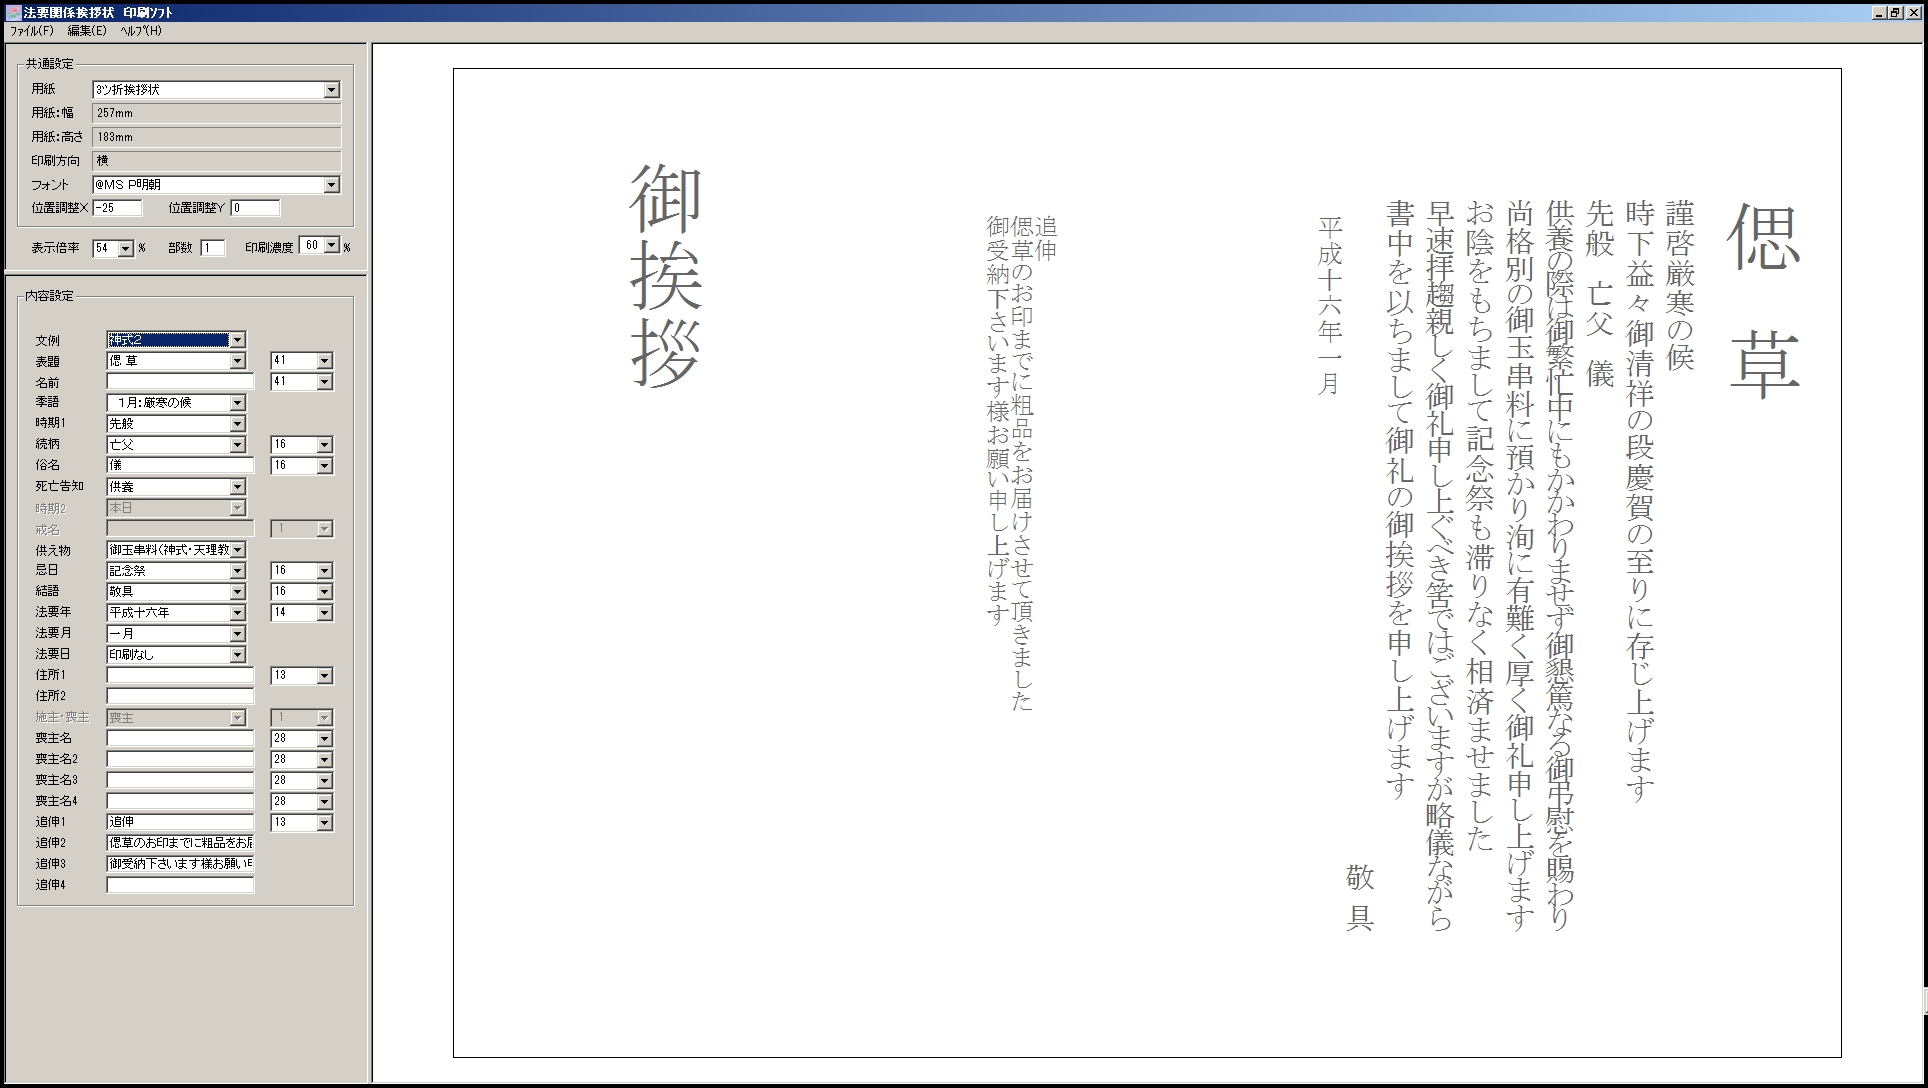 法要関係挨拶状 印刷ソフト
ファイル(F) 編集(E) ヘルプ(H)
共通設定
用紙 3ツ折挨拶状
用紙:幅 257mm
用紙:高さ 183mm
印刷方向 横
フォント @MS P明朝
位置調整X -25 位置調整Y 0
表示倍率 54 % 部数 1 印刷濃度 60 %
内容設定
文例 神式2
表題 偲 草 41
名前 41
季語 1月:厳寒の候
時期1 先般
続柄 亡父 16
俗名 儀 16
死亡告知 供養
時期2 本日
戒名 1
供え物 御玉串料(神式・天理教
忌日 記念祭 16
結語 敬具 16
法要年 平成十六年 14
法要月 一月
法要日 印刷なし
住所1 13
住所2
施主・喪主 喪主 1
喪主名 28
喪主名2 28
喪主名3 28
喪主名4 28
追伸1 追伸 13
追伸2 偲草のお印までに粗品をお届
追伸3 御受納下さいます様お願い申
追伸4
偲 草
謹啓厳寒の候
時下益々御清祥の段慶賀の至りに存じ上げます
先般 亡父 儀
供養の際は御繁忙中にもかかわりませず御懇篤なる御弔慰を賜わり
尚格別の御玉串料に預かり洵に有難く厚く御礼申し上げます
お陰をもちまして記念祭も滞りなく相済ませました
早速拝趨親しく御礼申し上ぐべき筈ではございますが略儀ながら
書中を以ちまして御礼の御挨拶を申し上げます
敬 具
平成十六年一月
追伸
偲草のお印までに粗品をお届けさせて頂きました
御受納下さいます様お願い申し上げます
御挨拶